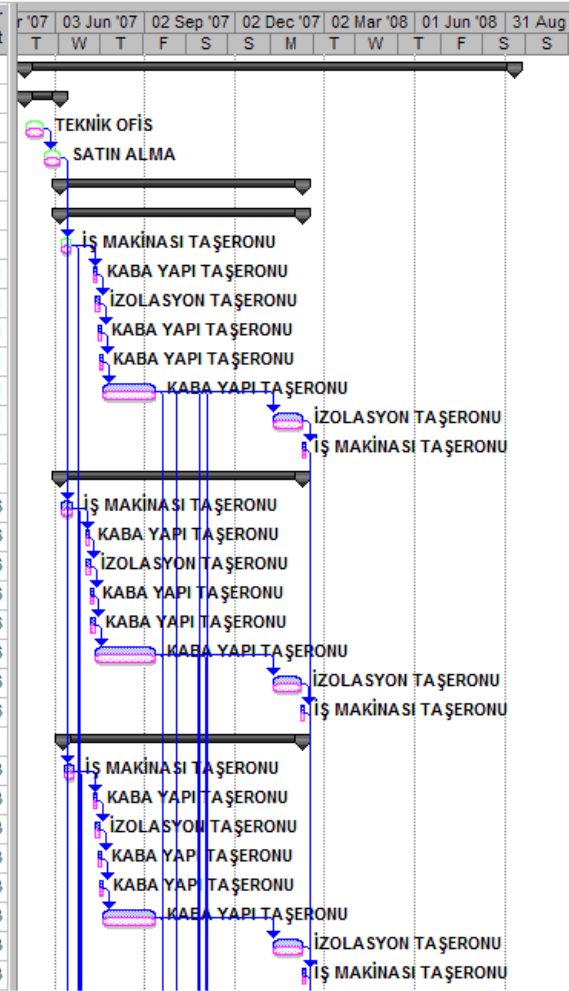 r '07 03 Jun '07 02 Sep '07 02 Dec '07 02 Mar '08 01 Jun '08 31 Aug
t T W T F S S M T W T F S S
TEKNİK OFİS
SATIN ALMA
İŞ MAKİNASI TAŞERONU
KABA YAPI TAŞERONU
İZOLASYON TAŞERONU
KABA YAPI TAŞERONU
KABA YAPI TAŞERONU
KABA YAPI TAŞERONU
İZOLASYON TAŞERONU
İŞ MAKİNASI TAŞERONU
İŞ MAKİNASI TAŞERONU
KABA YAPI TAŞERONU
İZOLASYON TAŞERONU
KABA YAPI TAŞERONU
KABA YAPI TAŞERONU
KABA YAPI TAŞERONU
İZOLASYON TAŞERONU
İŞ MAKİNASI TAŞERONU
İŞ MAKİNASI TAŞERONU
KABA YAPI TAŞERONU
İZOLASYON TAŞERONU
KABA YAPI TAŞERONU
KABA YAPI TAŞERONU
KABA YAPI TAŞERONU
İZOLASYON TAŞERONU
İŞ MAKİNASI TAŞERONU